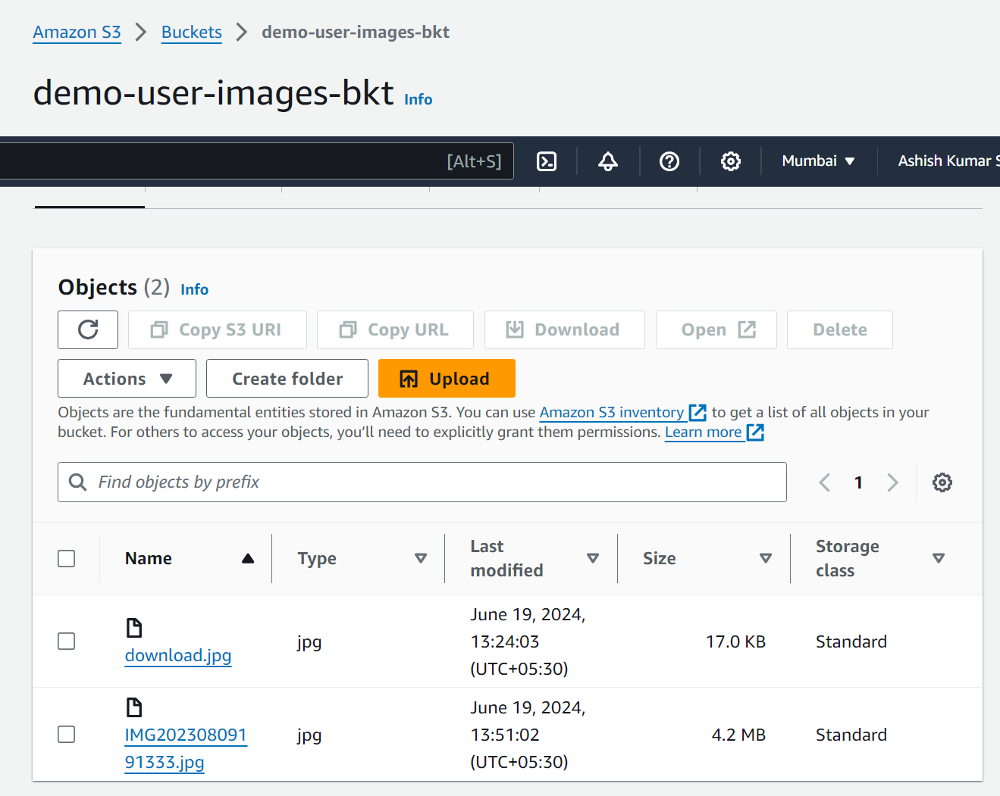 Amazon S3 > Buckets > demo-user-images-bkt
demo-user-images-bkt Info
[Alt+S] Mumbai ▼ Ashish Kumar S
Objects (2) Info
Copy S3 URI Copy URL Download Open Delete
Actions ▼ Create folder Upload
Objects are the fundamental entities stored in Amazon S3. You can use Amazon S3 inventory to get a list of all objects in your
bucket. For others to access your objects, you’ll need to explicitly grant them permissions. Learn more
Find objects by prefix 1
Name Type Last modified Size Storage class
download.jpg jpg June 19, 2024, 13:24:03 (UTC+05:30) 17.0 KB Standard
IMG20230809191333.jpg jpg June 19, 2024, 13:51:02 (UTC+05:30) 4.2 MB Standard